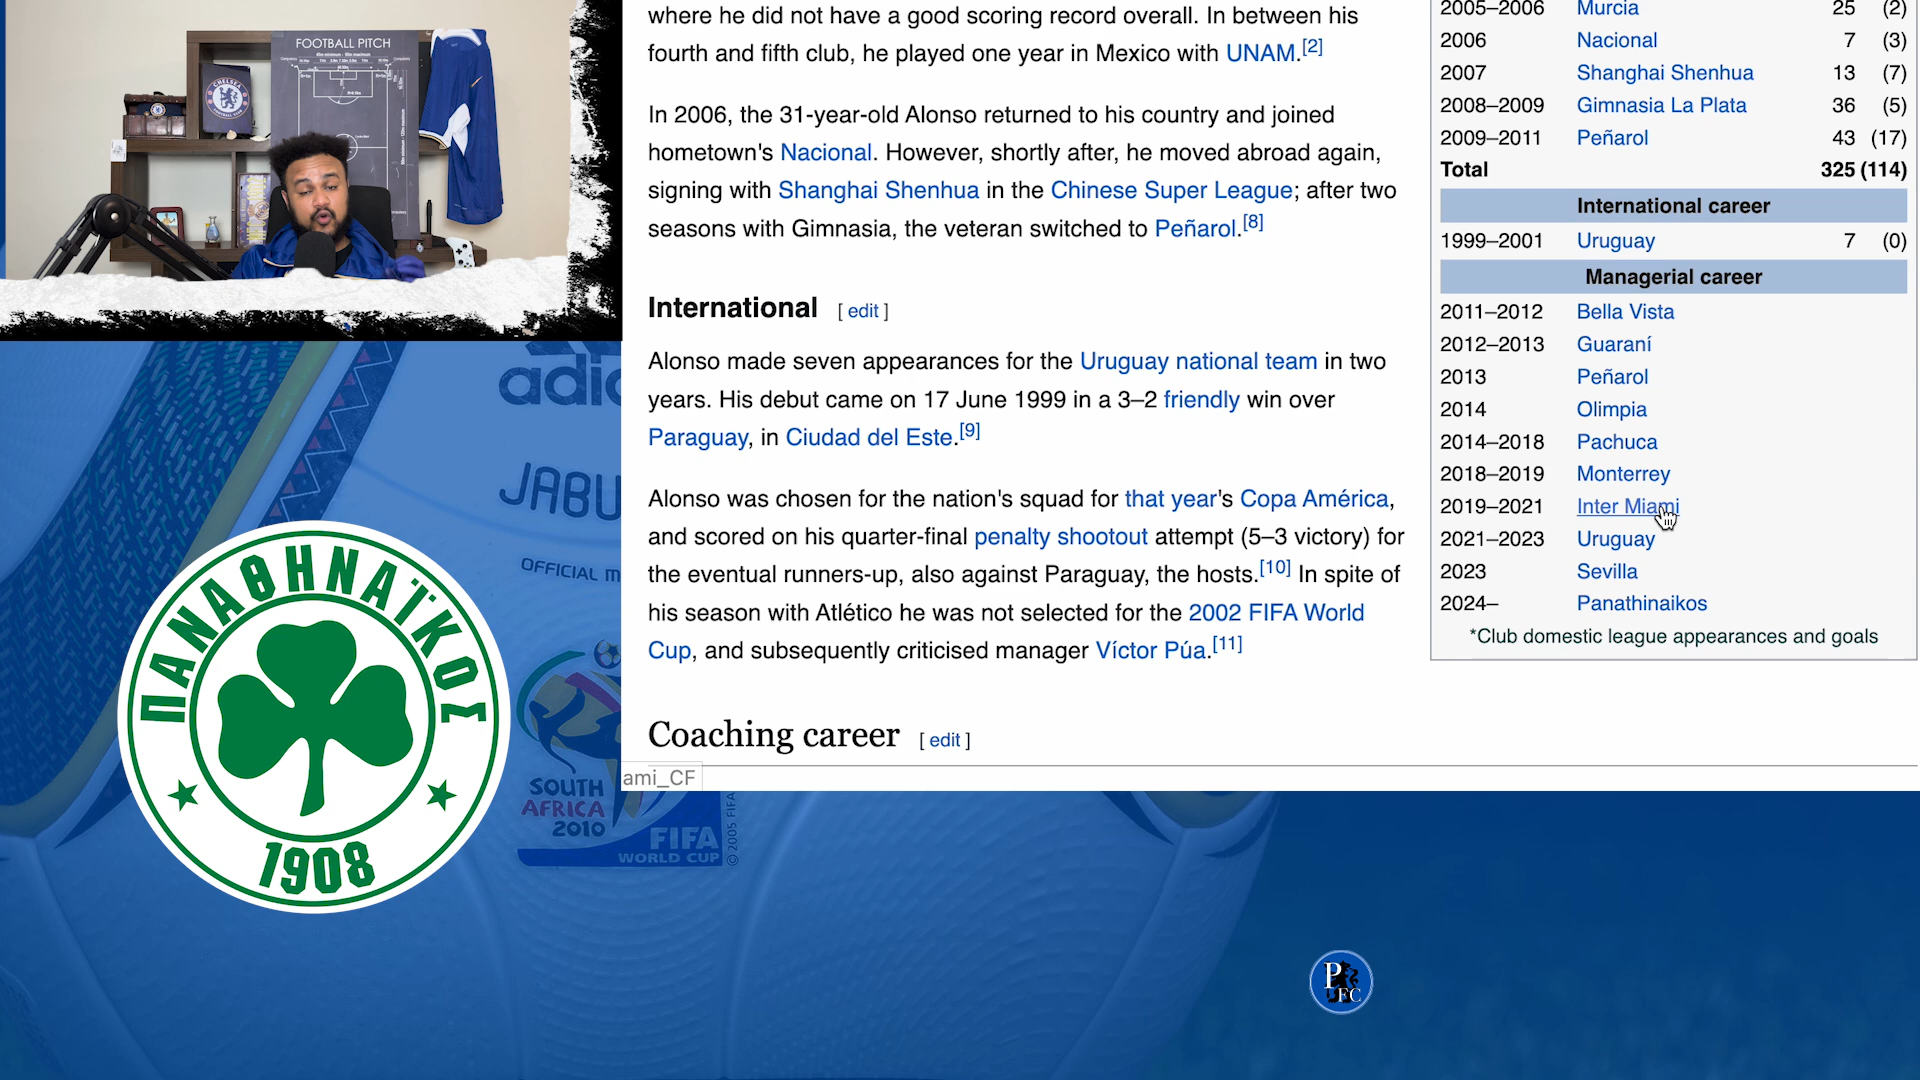 FOOTBALL PITCH
CHELSEA
where he did not have a good scoring record overall. In between his
fourth and fifth club, he played one year in Mexico with UNAM.[2]
In 2006, the 31-year-old Alonso returned to his country and joined
hometown's Nacional. However, shortly after, he moved abroad again,
signing with Shanghai Shenhua in the Chinese Super League; after two
seasons with Gimnasia, the veteran switched to Peñarol.[8]
International [ edit ]
Alonso made seven appearances for the Uruguay national team in two
years. His debut came on 17 June 1999 in a 3–2 friendly win over
Paraguay, in Ciudad del Este.[9]
Alonso was chosen for the nation's squad for that year's Copa América,
and scored on his quarter-final penalty shootout attempt (5–3 victory) for
the eventual runners-up, also against Paraguay, the hosts.[10] In spite of
his season with Atlético he was not selected for the 2002 FIFA World
Cup, and subsequently criticised manager Víctor Púa.[11]
Coaching career [ edit ]
ami_CF
2005–2006 Murcia 25 (2)
2006 Nacional 7 (3)
2007 Shanghai Shenhua 13 (7)
2008–2009 Gimnasia La Plata 36 (5)
2009–2011 Peñarol 43 (17)
Total 325 (114)
International career
1999–2001 Uruguay 7 (0)
Managerial career
2011–2012 Bella Vista
2012–2013 Guaraní
2013 Peñarol
2014 Olimpia
2014–2018 Pachuca
2018–2019 Monterrey
2019–2021 Inter Miami
2021–2023 Uruguay
2023 Sevilla
2024– Panathinaikos
*Club domestic league appearances and goals
adid
JABU
OFFICIAL M
ΠΑΝΑΘΗΝΑΪΚΟΣ
1908
SOUTH
AFRICA
2010
FIFA
WORLD CUP
© 2005 FIFA
P
FC